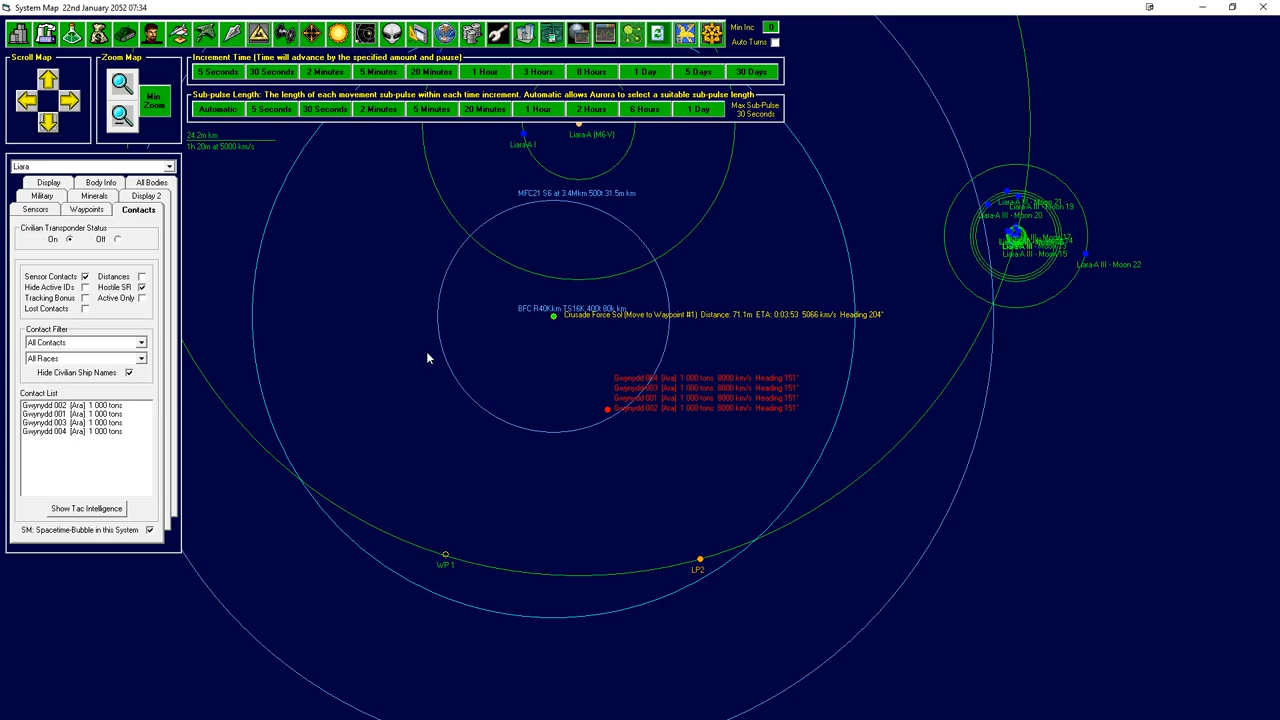 System Map   22nd January 2052 07:34
Min Inc 0
Auto Turns
Scroll Map
Zoom Map
Min Zoom
Increment Time (Time will advance by the specified amount and pause)
5 Seconds 30 Seconds 2 Minutes 5 Minutes 20 Minutes 1 Hour 3 Hours 8 Hours 1 Day 5 Days 30 Days
Sub-pulse Length: The length of each movement sub-pulse within each time increment. Automatic allows Aurora to select a suitable sub-pulse length
Automatic 5 Seconds 30 Seconds 2 Minutes 5 Minutes 20 Minutes 1 Hour 2 Hours 6 Hours 1 Day
Max Sub-Pulse
30 Seconds
24.2m km
1h 20m at 5000 km/s
Liara-A (M6-V)
Liara-A I
Liara
Display Body Info All Bodies
Military Minerals Display 2
Sensors Waypoints Contacts
Civilian Transponder Status
On Off
Sensor Contacts Distances
Hide Active IDs Hostile SR
Tracking Bonus Active Only
Lost Contacts
Contact Filter
All Contacts
All Races
Hide Civilian Ship Names
Contact List
Gwynydd 002 [Ara] 1 000 tons
Gwynydd 001 [Ara] 1 000 tons
Gwynydd 003 [Ara] 1 000 tons
Gwynydd 004 [Ara] 1 000 tons
Show Tac Intelligence
SM: Spacetime-Bubble in this System
MFC21 S6 at 3.4Mkm 500t 31.5m km
BFC R40Kkm TS16K 400t 80k km
Crusade Force Sol (Move to Waypoint #1) Distance: 71.1m ETA: 0:03:53 5066 km/s Heading 204°
Gwynydd 004 [Ara] 1 000 tons 8000 km/s Heading 151°
Gwynydd 003 [Ara] 1 000 tons 8000 km/s Heading 151°
Gwynydd 001 [Ara] 1 000 tons 8000 km/s Heading 151°
Gwynydd 002 [Ara] 1 000 tons 8000 km/s Heading 151°
WP 1
LP2
Liara-A III - Moon 21
Liara-A III - Moon 19
Liara-A III - Moon 20
Liara-A III - Moon 15
Liara-A III - Moon 22